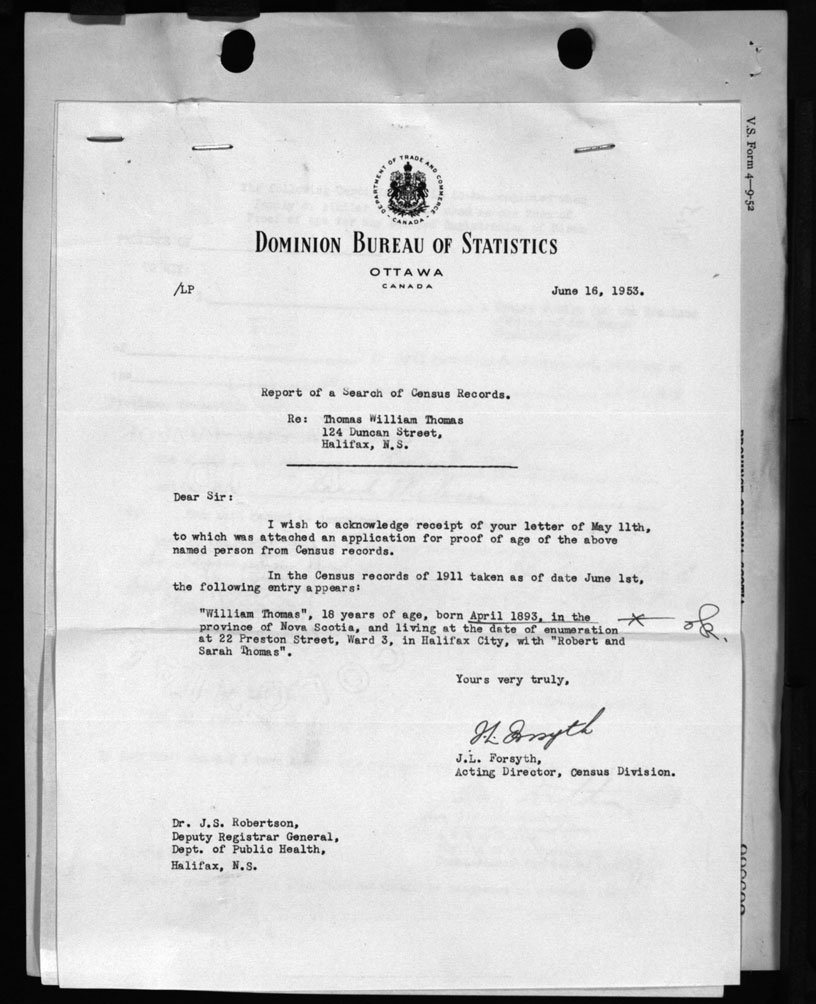 V.S. Form 4—9-52
DEPARTMENT OF TRADE AND COMMERCE
CANADA
DOMINION BUREAU OF STATISTICS
OTTAWA
CANADA
/LP
June 16, 1953.
Report of a Search of Census Records.
Re: Thomas William Thomas
124 Duncan Street,
Halifax, N.S.
Dear Sir:
I wish to acknowledge receipt of your letter of May 11th,
to which was attached an application for proof of age of the above
named person from Census records.
In the Census records of 1911 taken as of date June 1st,
the following entry appears:
"William Thomas", 18 years of age, born April 1893, in the
province of Nova Scotia, and living at the date of enumeration
at 22 Preston Street, Ward 3, in Halifax City, with "Robert and
Sarah Thomas".
ok.
Yours very truly,
J.L. Forsyth
J.L. Forsyth,
Acting Director, Census Division.
Dr. J.S. Robertson,
Deputy Registrar General,
Dept. of Public Health,
Halifax, N.S.